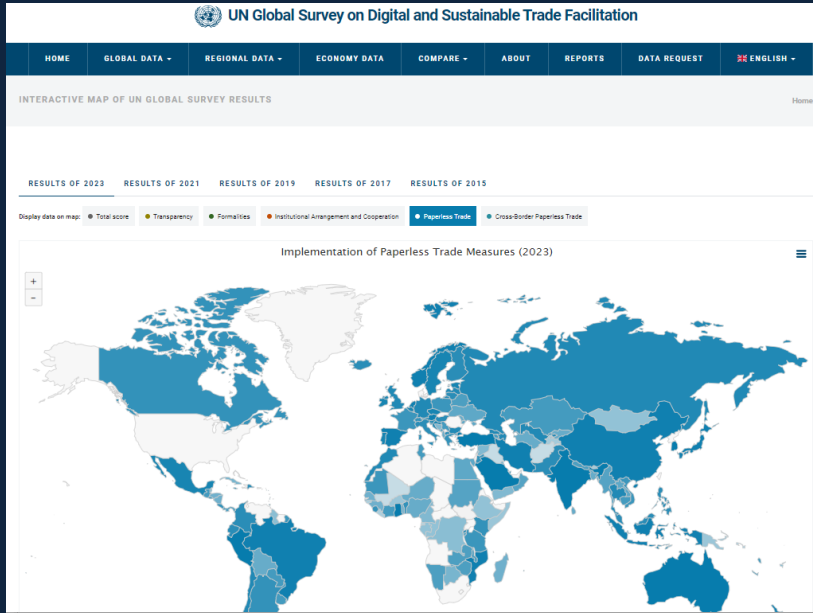 UN Global Survey on Digital and Sustainable Trade Facilitation
HOME GLOBAL DATA REGIONAL DATA ECONOMY DATA COMPARE ABOUT REPORTS DATA REQUEST ENGLISH
INTERACTIVE MAP OF UN GLOBAL SURVEY RESULTS Home
RESULTS OF 2023 RESULTS OF 2021 RESULTS OF 2019 RESULTS OF 2017 RESULTS OF 2015
Display data on map: Total score Transparency Formalities Institutional Arrangement and Cooperation Paperless Trade Cross-Border Paperless Trade
Implementation of Paperless Trade Measures (2023)
+
-